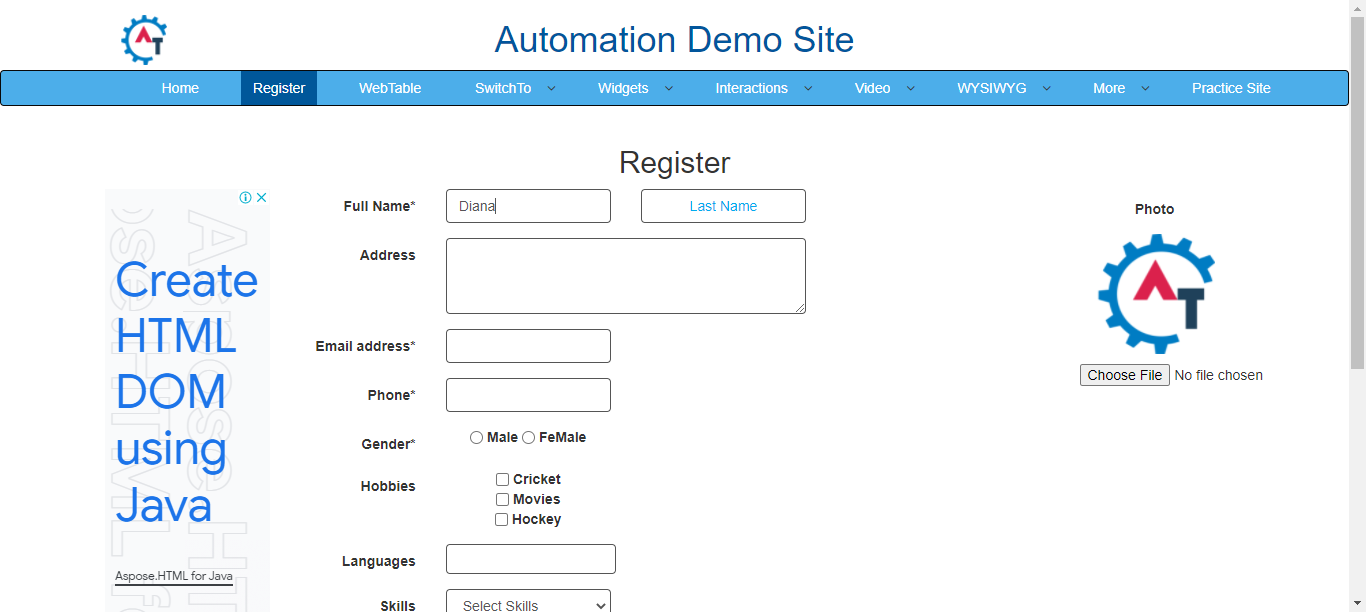 Automation Demo Site
Home Register WebTable SwitchTo Widgets Interactions Video WYSIWYG More Practice Site
Register
Full Name* Diana Last Name
Photo
Address
Email address*
Choose File No file chosen
Phone*
Gender* Male FeMale
Hobbies Cricket
Movies
Hockey
Languages
Skills Select Skills
Create
HTML
DOM
using
Java
Aspose.HTML for Java